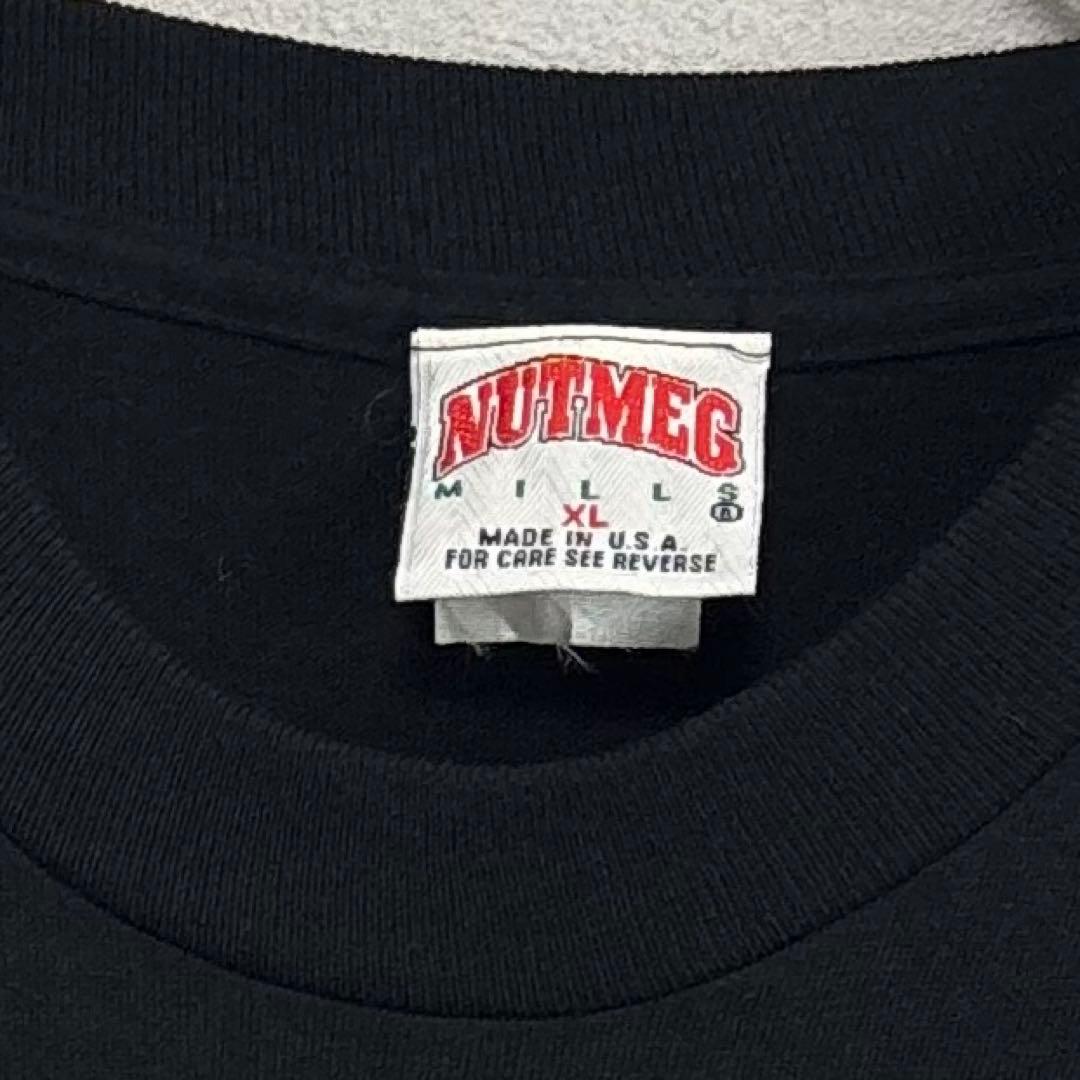 NUTMEG
MILLS
XL
MADE IN U.S.A.
FOR CARE SEE REVERSE